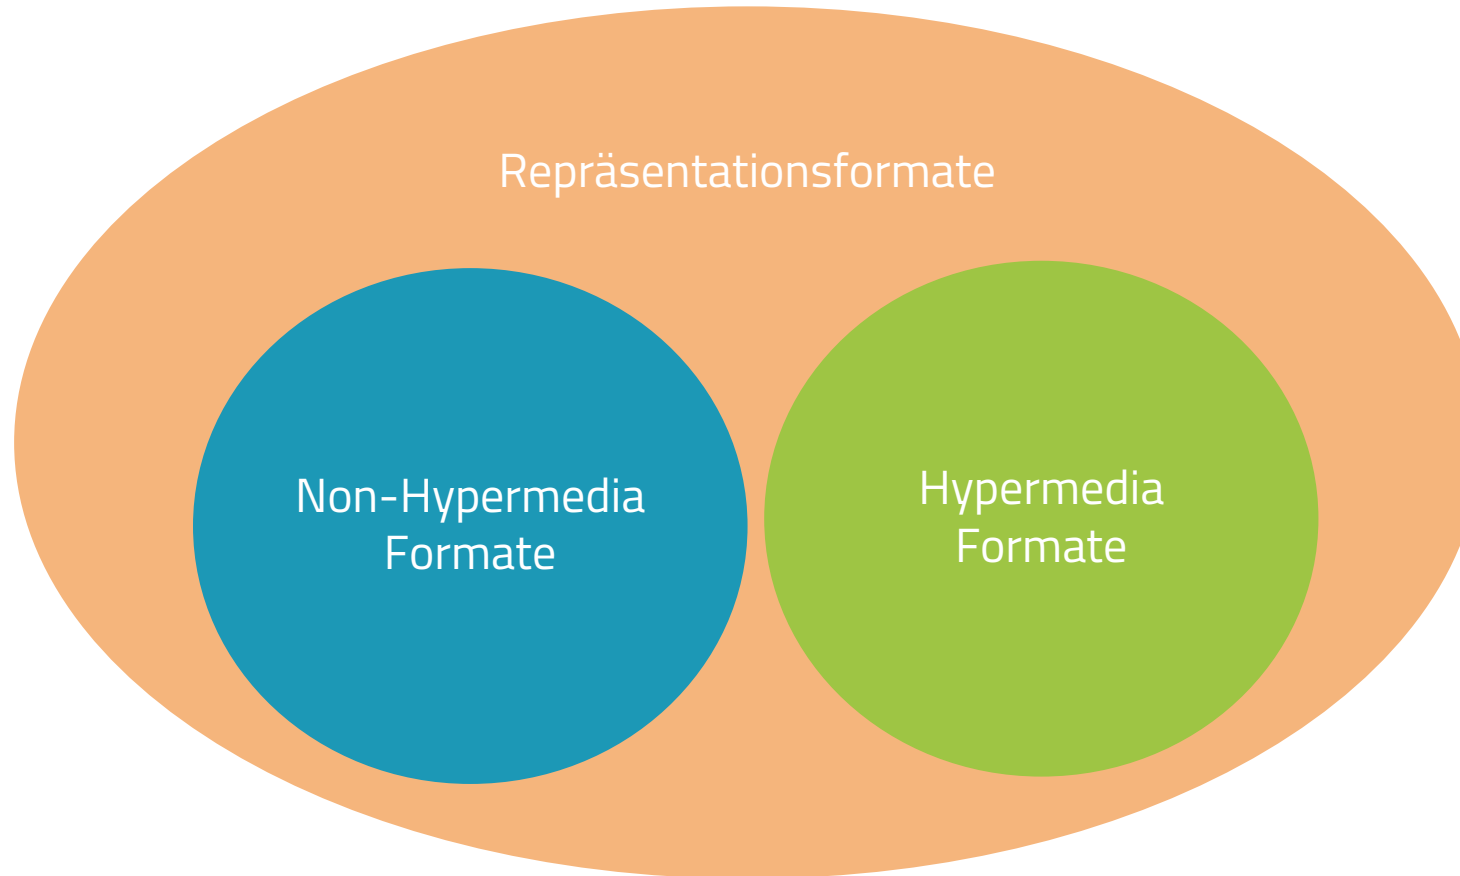 Repräsentationsformate
Non-Hypermedia
Formate
Hypermedia
Formate